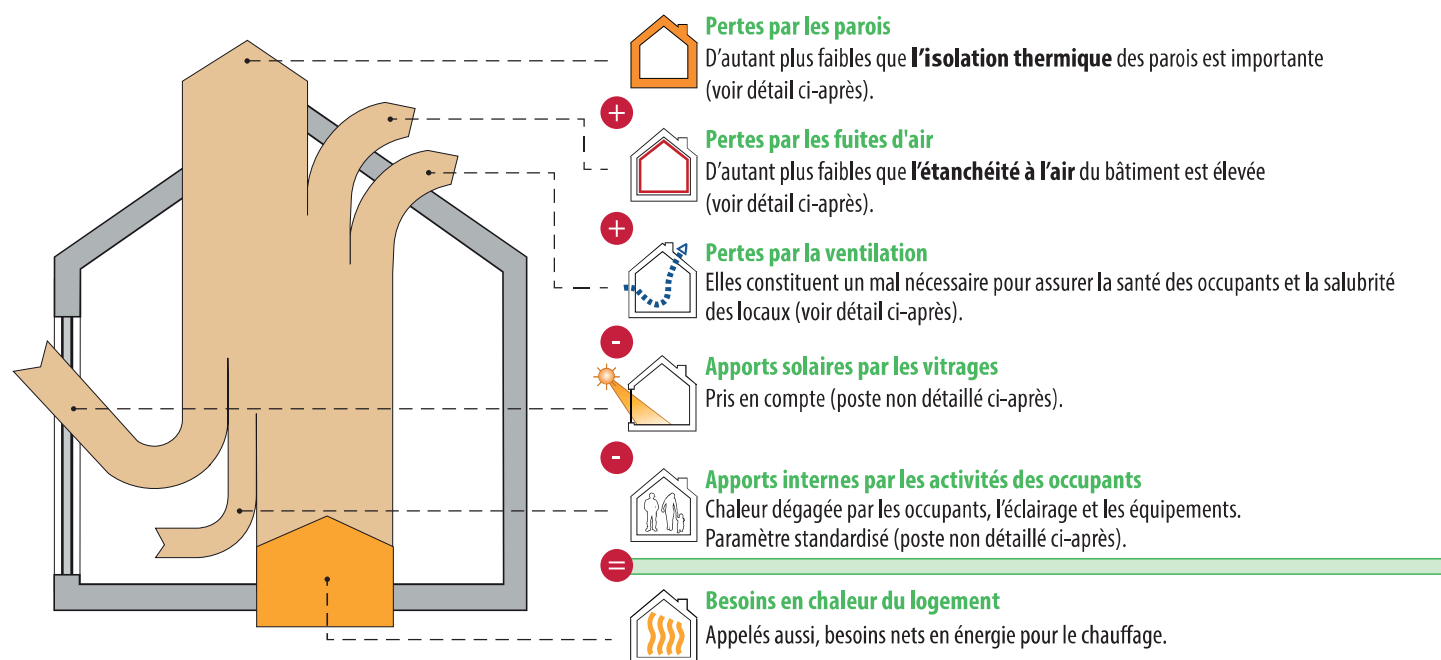 Pertes par les parois
D'autant plus faibles que l'isolation thermique des parois est importante
(voir détail ci-après).
+
Pertes par les fuites d'air
D'autant plus faibles que l'étanchéité à l'air du bâtiment est élevée
(voir détail ci-après).
+
Pertes par la ventilation
Elles constituent un mal nécessaire pour assurer la santé des occupants et la salubrité
des locaux (voir détail ci-après).
-
Apports solaires par les vitrages
Pris en compte (poste non détaillé ci-après).
-
Apports internes par les activités des occupants
Chaleur dégagée par les occupants, l'éclairage et les équipements.
Paramètre standardisé (poste non détaillé ci-après).
=
Besoins en chaleur du logement
Appelés aussi, besoins nets en énergie pour le chauffage.